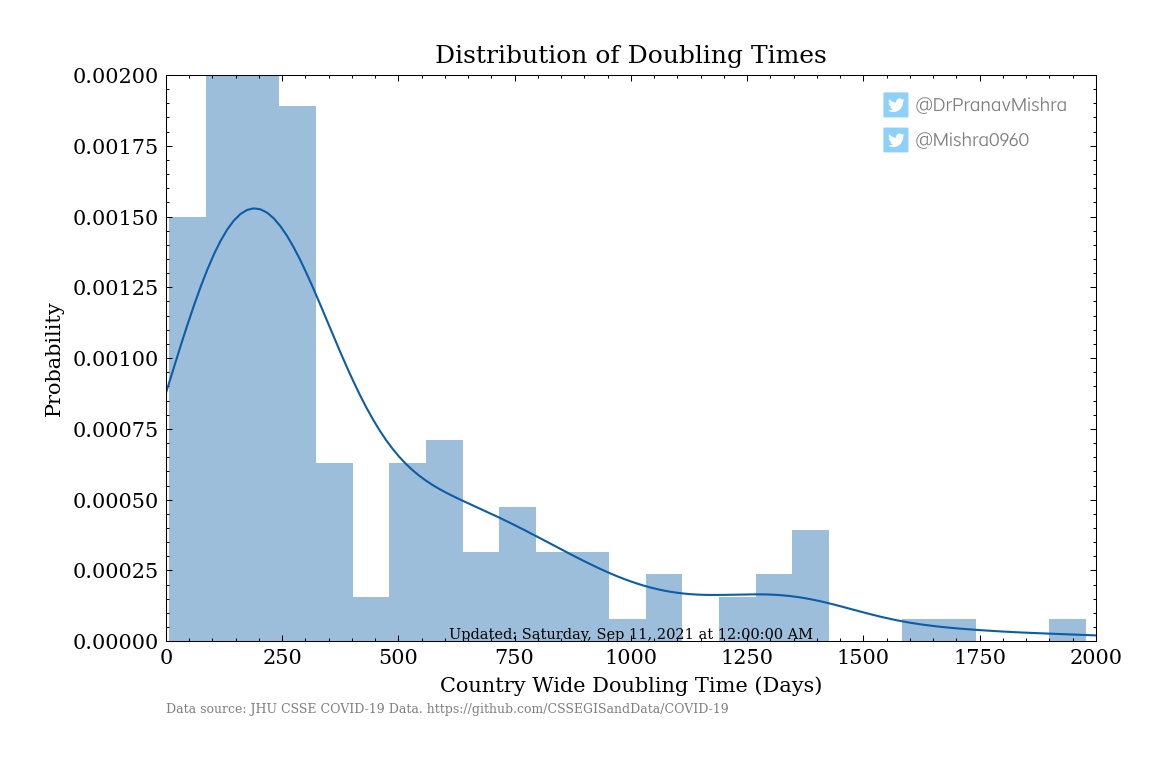 Distribution of Doubling Times
@DrPranavMishra
@Mishra0960
Probability
0.00200
0.00175
0.00150
0.00125
0.00100
0.00075
0.00050
0.00025
0.00000
Updated: Saturday, Sep 11, 2021 at 12:00:00 AM
0 250 500 750 1000 1250 1500 1750 2000
Country Wide Doubling Time (Days)
Data source: JHU CSSE COVID-19 Data. https://github.com/CSSEGISandData/COVID-19